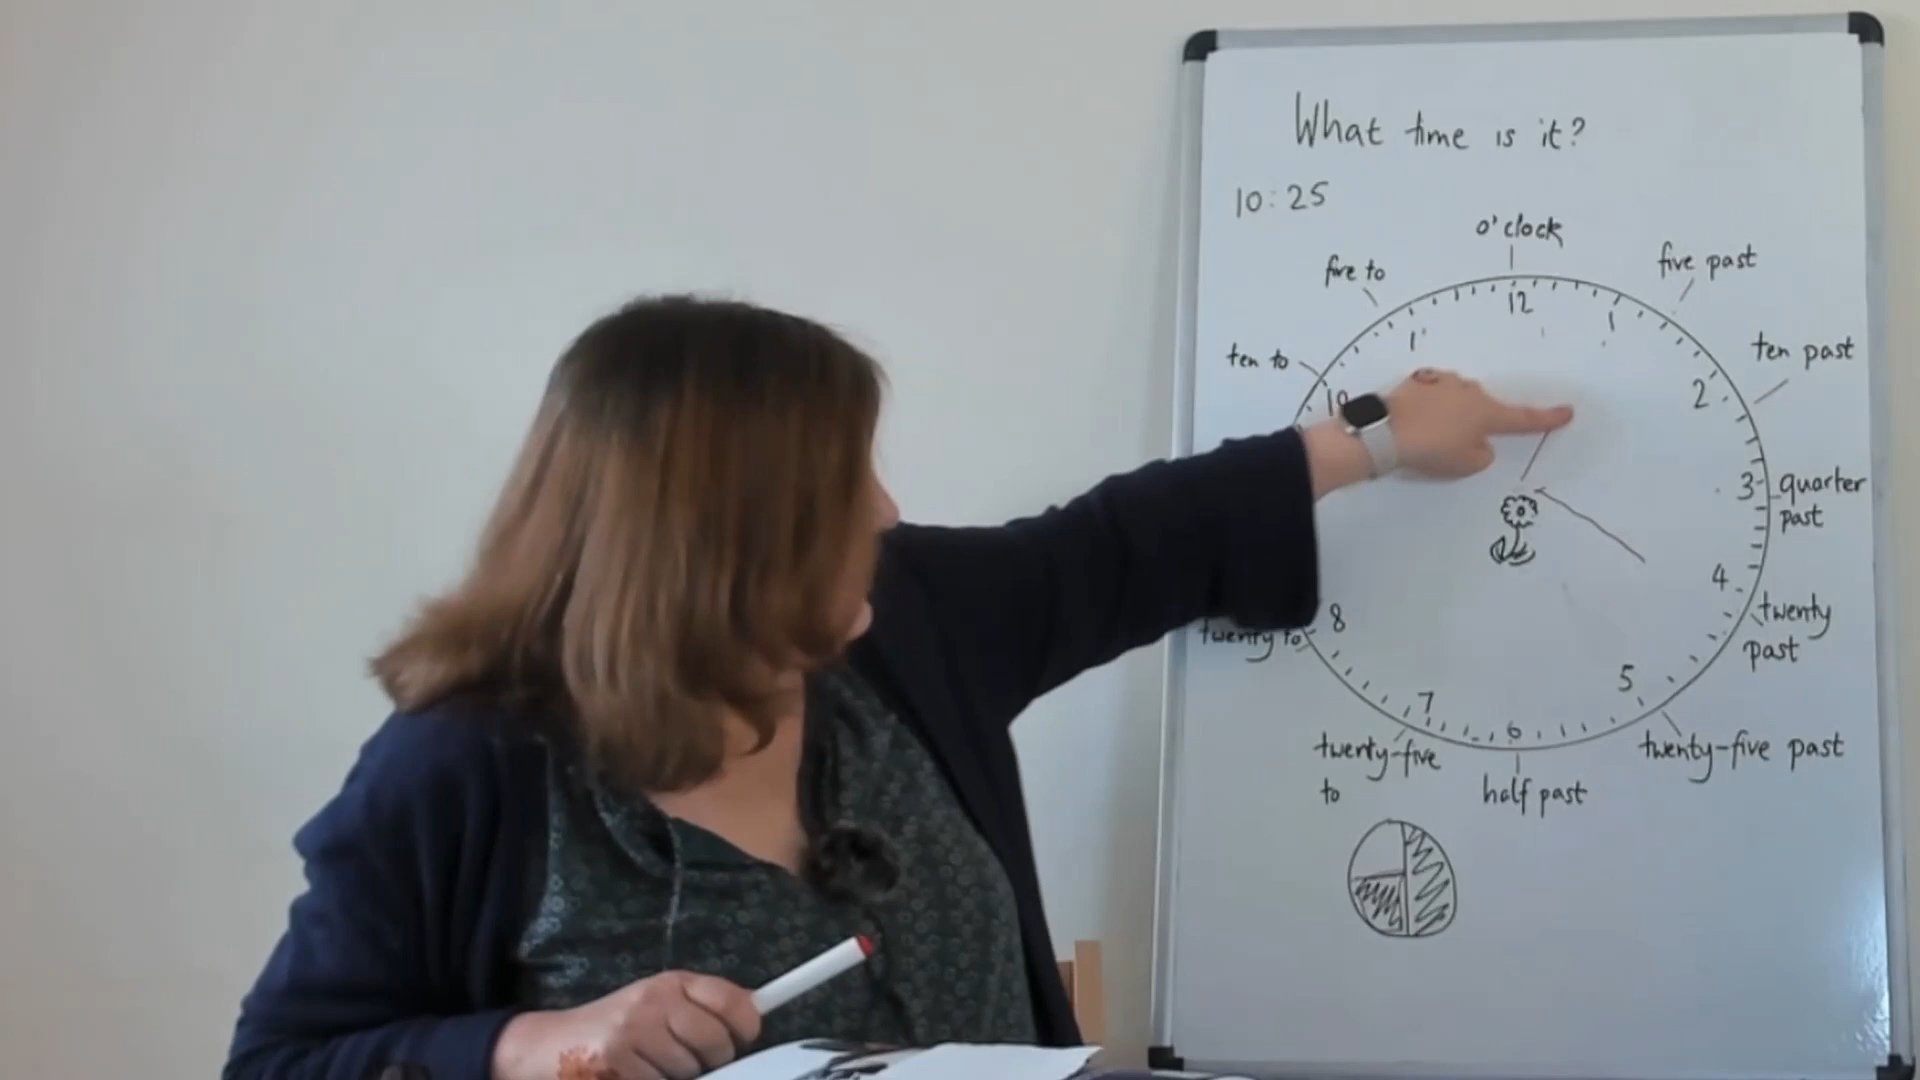 What time is it?
10:25
o'clock
five to
five past
12
1
1
ten to
ten past
10
2
3
quarter
past
4
8
twenty to
twenty
past
5
7
6
twenty-five
to
half past
twenty-five past